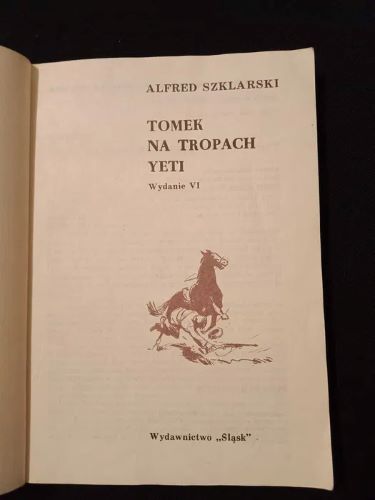 ALFRED SZKLARSKI
TOMEK
NA TROPACH
YETI
Wydanie VI
Wydawnictwo „Śląsk”